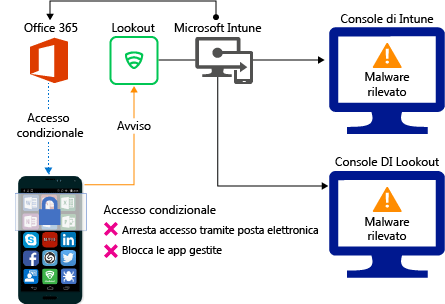 Office 365
Lookout
Microsoft Intune
Console di Intune
Malware
rilevato
Accesso
condizionale
Avviso
Console DI Lookout
Malware
rilevato
Accesso condizionale
Arresta accesso tramite posta elettronica
Blocca le app gestite